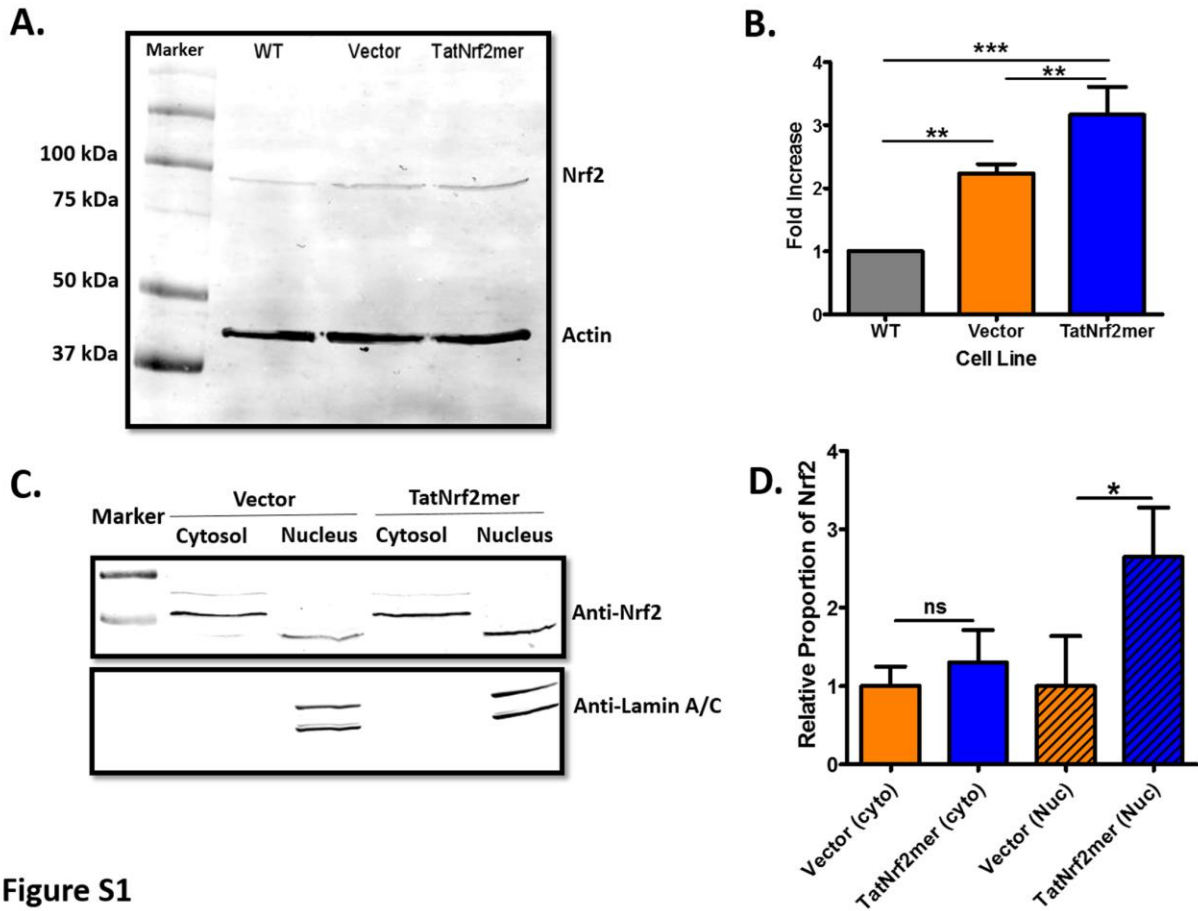 A.
Marker WT Vector TatNrf2mer
100 kDa
75 kDa
50 kDa
37 kDa
Nrf2
Actin
B.
Fold Increase
4
3
2
1
0
***
**
**
WT Vector TatNrf2mer
Cell Line
C.
Marker
Vector TatNrf2mer
Cytosol Nucleus Cytosol Nucleus
Anti-Nrf2
Anti-Lamin A/C
D.
Relative Proportion of Nrf2
4
3
2
1
0
ns
*
Vector (cyto)
TatNrf2mer (cyto)
Vector (Nuc)
TatNrf2mer (Nuc)
Figure S1